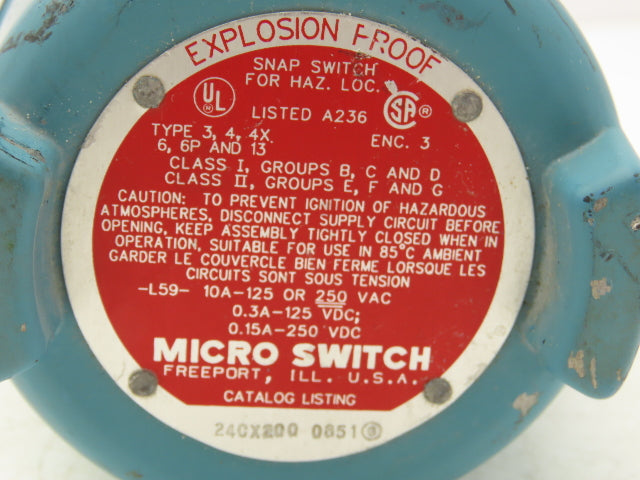 EXPLOSION PROOF
SNAP SWITCH
FOR HAZ. LOC.
UL ®
SA ®
LISTED A236
TYPE 3, 4, 4X
6, 6P AND 13
ENC. 3
CLASS I, GROUPS B, C AND D
CLASS II, GROUPS E, F AND G
CAUTION: TO PREVENT IGNITION OF HAZARDOUS
ATMOSPHERES, DISCONNECT SUPPLY CIRCUIT BEFORE
OPENING, KEEP ASSEMBLY TIGHTLY CLOSED WHEN IN
OPERATION, SUITABLE FOR USE IN 85°C AMBIENT
GARDER LE COUVERCLE BIEN FERME LORSQUE LES
CIRCUITS SONT SOUS TENSION
-L59- 10A-125 OR 250 VAC
0.3A-125 VDC;
0.15A-250 VDC
MICRO SWITCH
FREEPORT, ILL. U.S.A.
CATALOG LISTING
0851